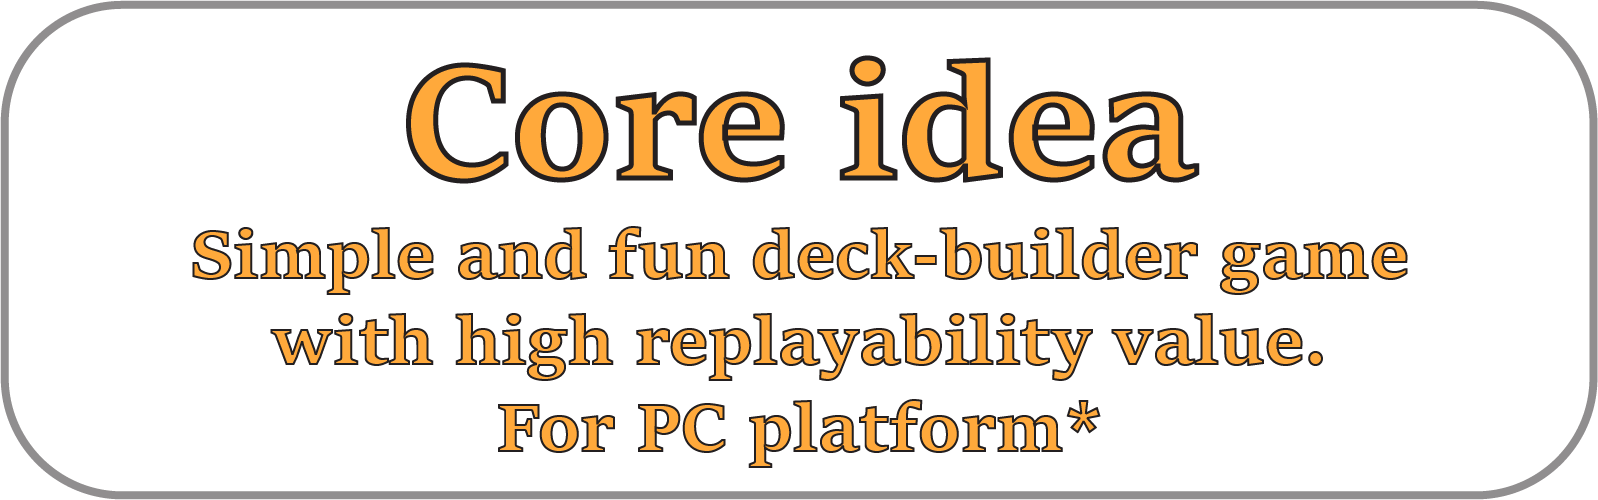 Core idea
Simple and fun deck-builder game
with high replayability value.
For PC platform*